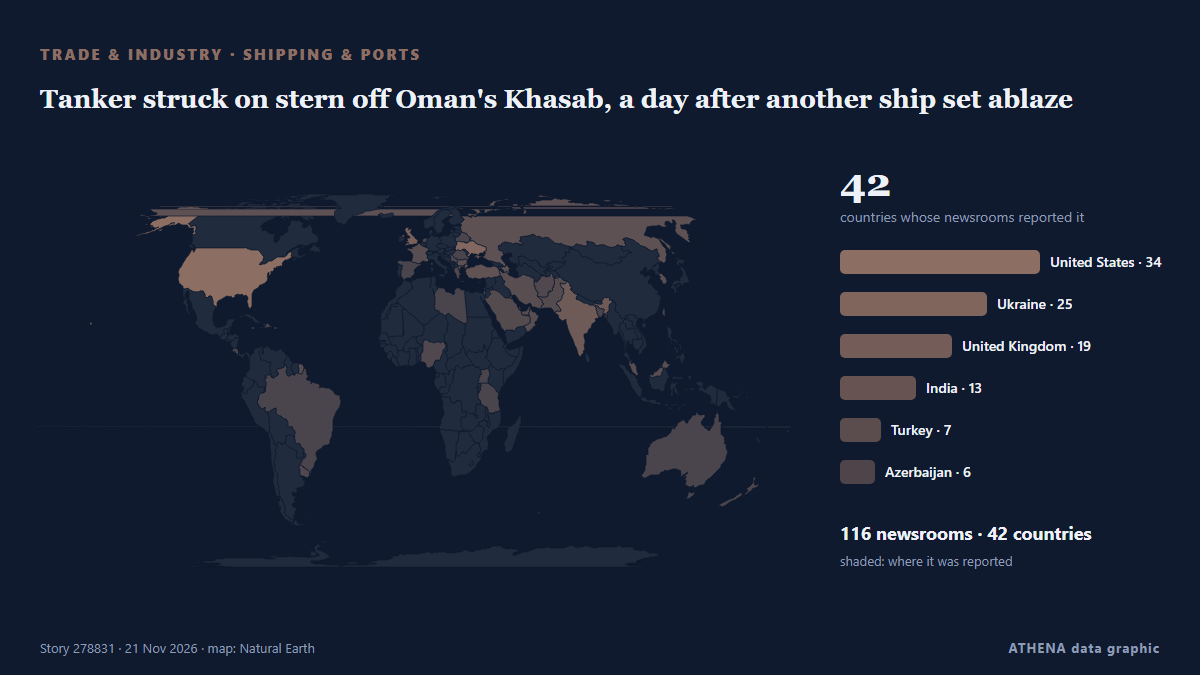 TRADE & INDUSTRY · SHIPPING & PORTS
Tanker struck on stern off Oman's Khasab, a day after another ship set ablaze
42
countries whose newsrooms reported it
United States · 34
Ukraine · 25
United Kingdom · 19
India · 13
Turkey · 7
Azerbaijan · 6
116 newsrooms · 42 countries
shaded: where it was reported
Story 278831 · 21 Nov 2026 · map: Natural Earth
ATHENA data graphic